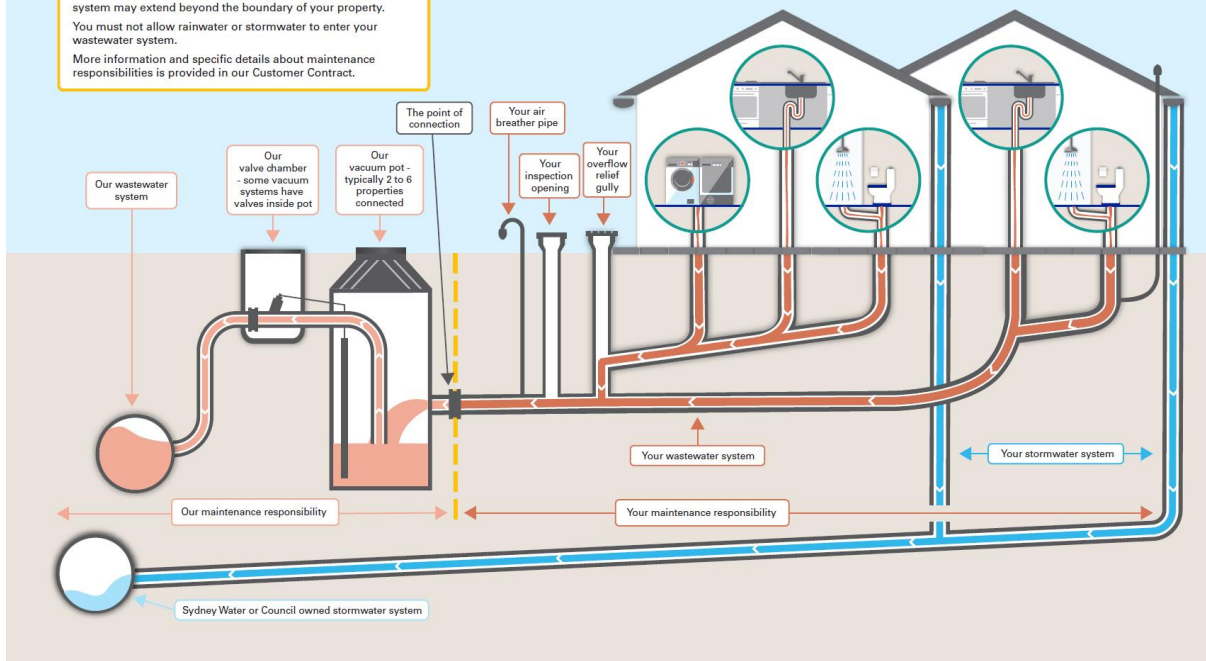 system may extend beyond the boundary of your property.
You must not allow rainwater or stormwater to enter your
wastewater system.
More information and specific details about maintenance
responsibilities is provided in our Customer Contract.
The point of
connection
Your air
breather pipe
Our wastewater
system
Our
valve chamber
- some vacuum
systems have
valves inside pot
Our
vacuum pot -
typically 2 to 6
properties
connected
Your
inspection
opening
Your
overflow
relief
gully
Your wastewater system
Your stormwater system
Our maintenance responsibility
Your maintenance responsibility
Sydney Water or Council owned stormwater system